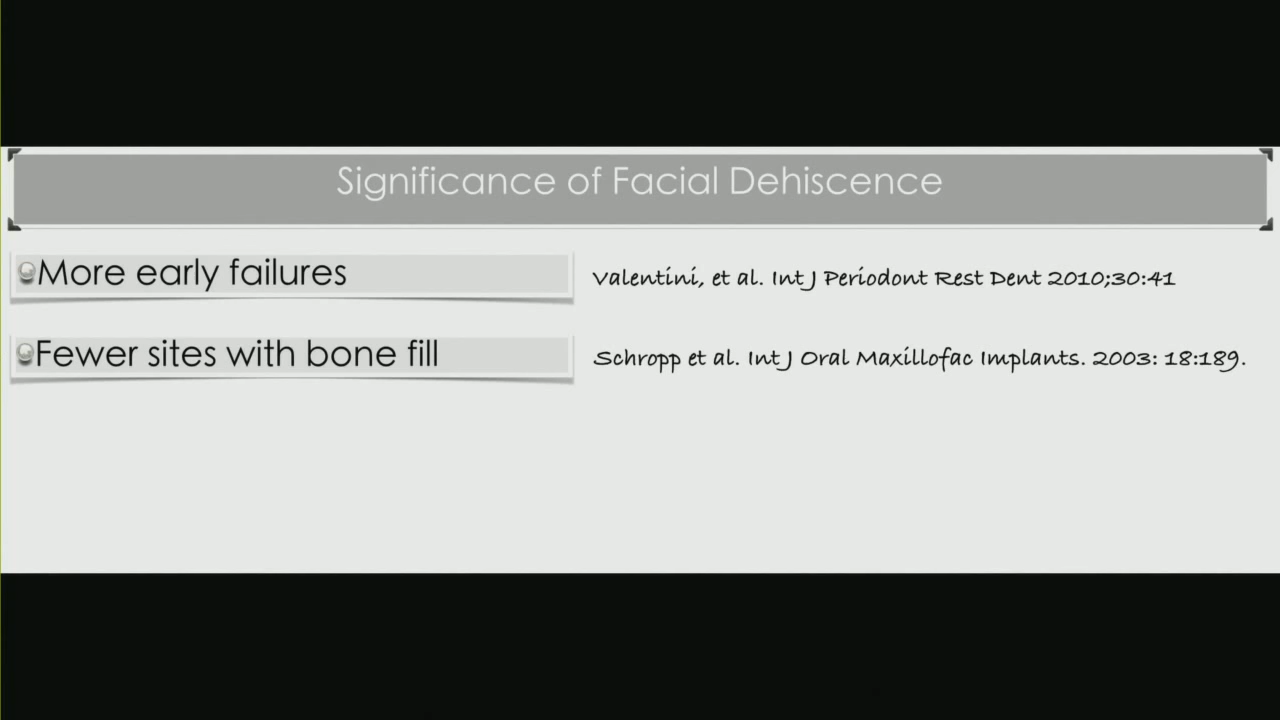 Significance of Facial Dehiscence
More early failures
Valentini, et al. Int J Periodont Rest Dent 2010;30:41
Fewer sites with bone fill
Schropp et al. Int J Oral Maxillofac Implants. 2003: 18:189.